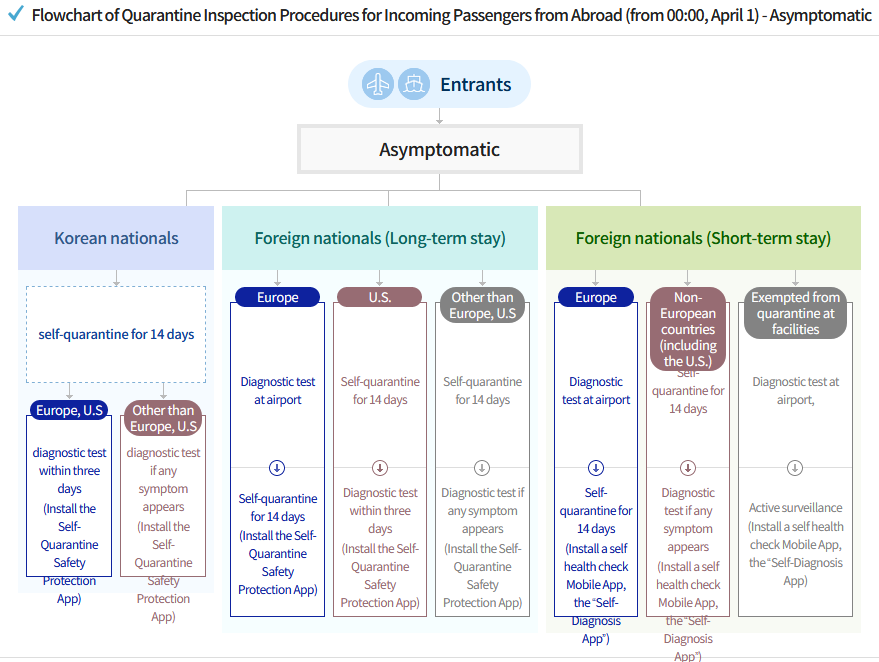 Flowchart of Quarantine Inspection Procedures for Incoming Passengers from Abroad (from 00:00, April 1) - Asymptomatic
Entrants
Asymptomatic
Korean nationals
self-quarantine for 14 days
Europe, U.S
diagnostic test
within three
days
(Install the
Self-
Quarantine
Safety
Protection
App)
Other than
Europe, U.S
diagnostic test
if any
symptom
appears
(Install the
Self-
Quarantine
Safety
Protection
App)
Foreign nationals (Long-term stay)
Europe
Diagnostic test
at airport
Self-quarantine
for 14 days
(Install the Self-
Quarantine
Safety
Protection App)
U.S.
Self-quarantine
for 14 days
Diagnostic test
within three
days
(Install the Self-
Quarantine
Safety
Protection App)
Other than
Europe, U.S
Self-quarantine
for 14 days
Diagnostic test if
any symptom
appears
(Install the Self-
Quarantine
Safety
Protection App)
Foreign nationals (Short-term stay)
Europe
Diagnostic
test at airport
Self-
quarantine for
14 days
(Install a self
health check
Mobile App,
the “Self-
Diagnosis
App”)
Non-
European
countries
(including
the U.S.)
Self-
quarantine for
14 days
Diagnostic
test if any
symptom
appears
(Install a self
health check
Mobile App,
the “Self-
Diagnosis
App”)
Exempted from
quarantine at
facilities
Diagnostic test at
airport,
Active surveillance
(Install a self health
check Mobile App,
the “Self-Diagnosis
App)